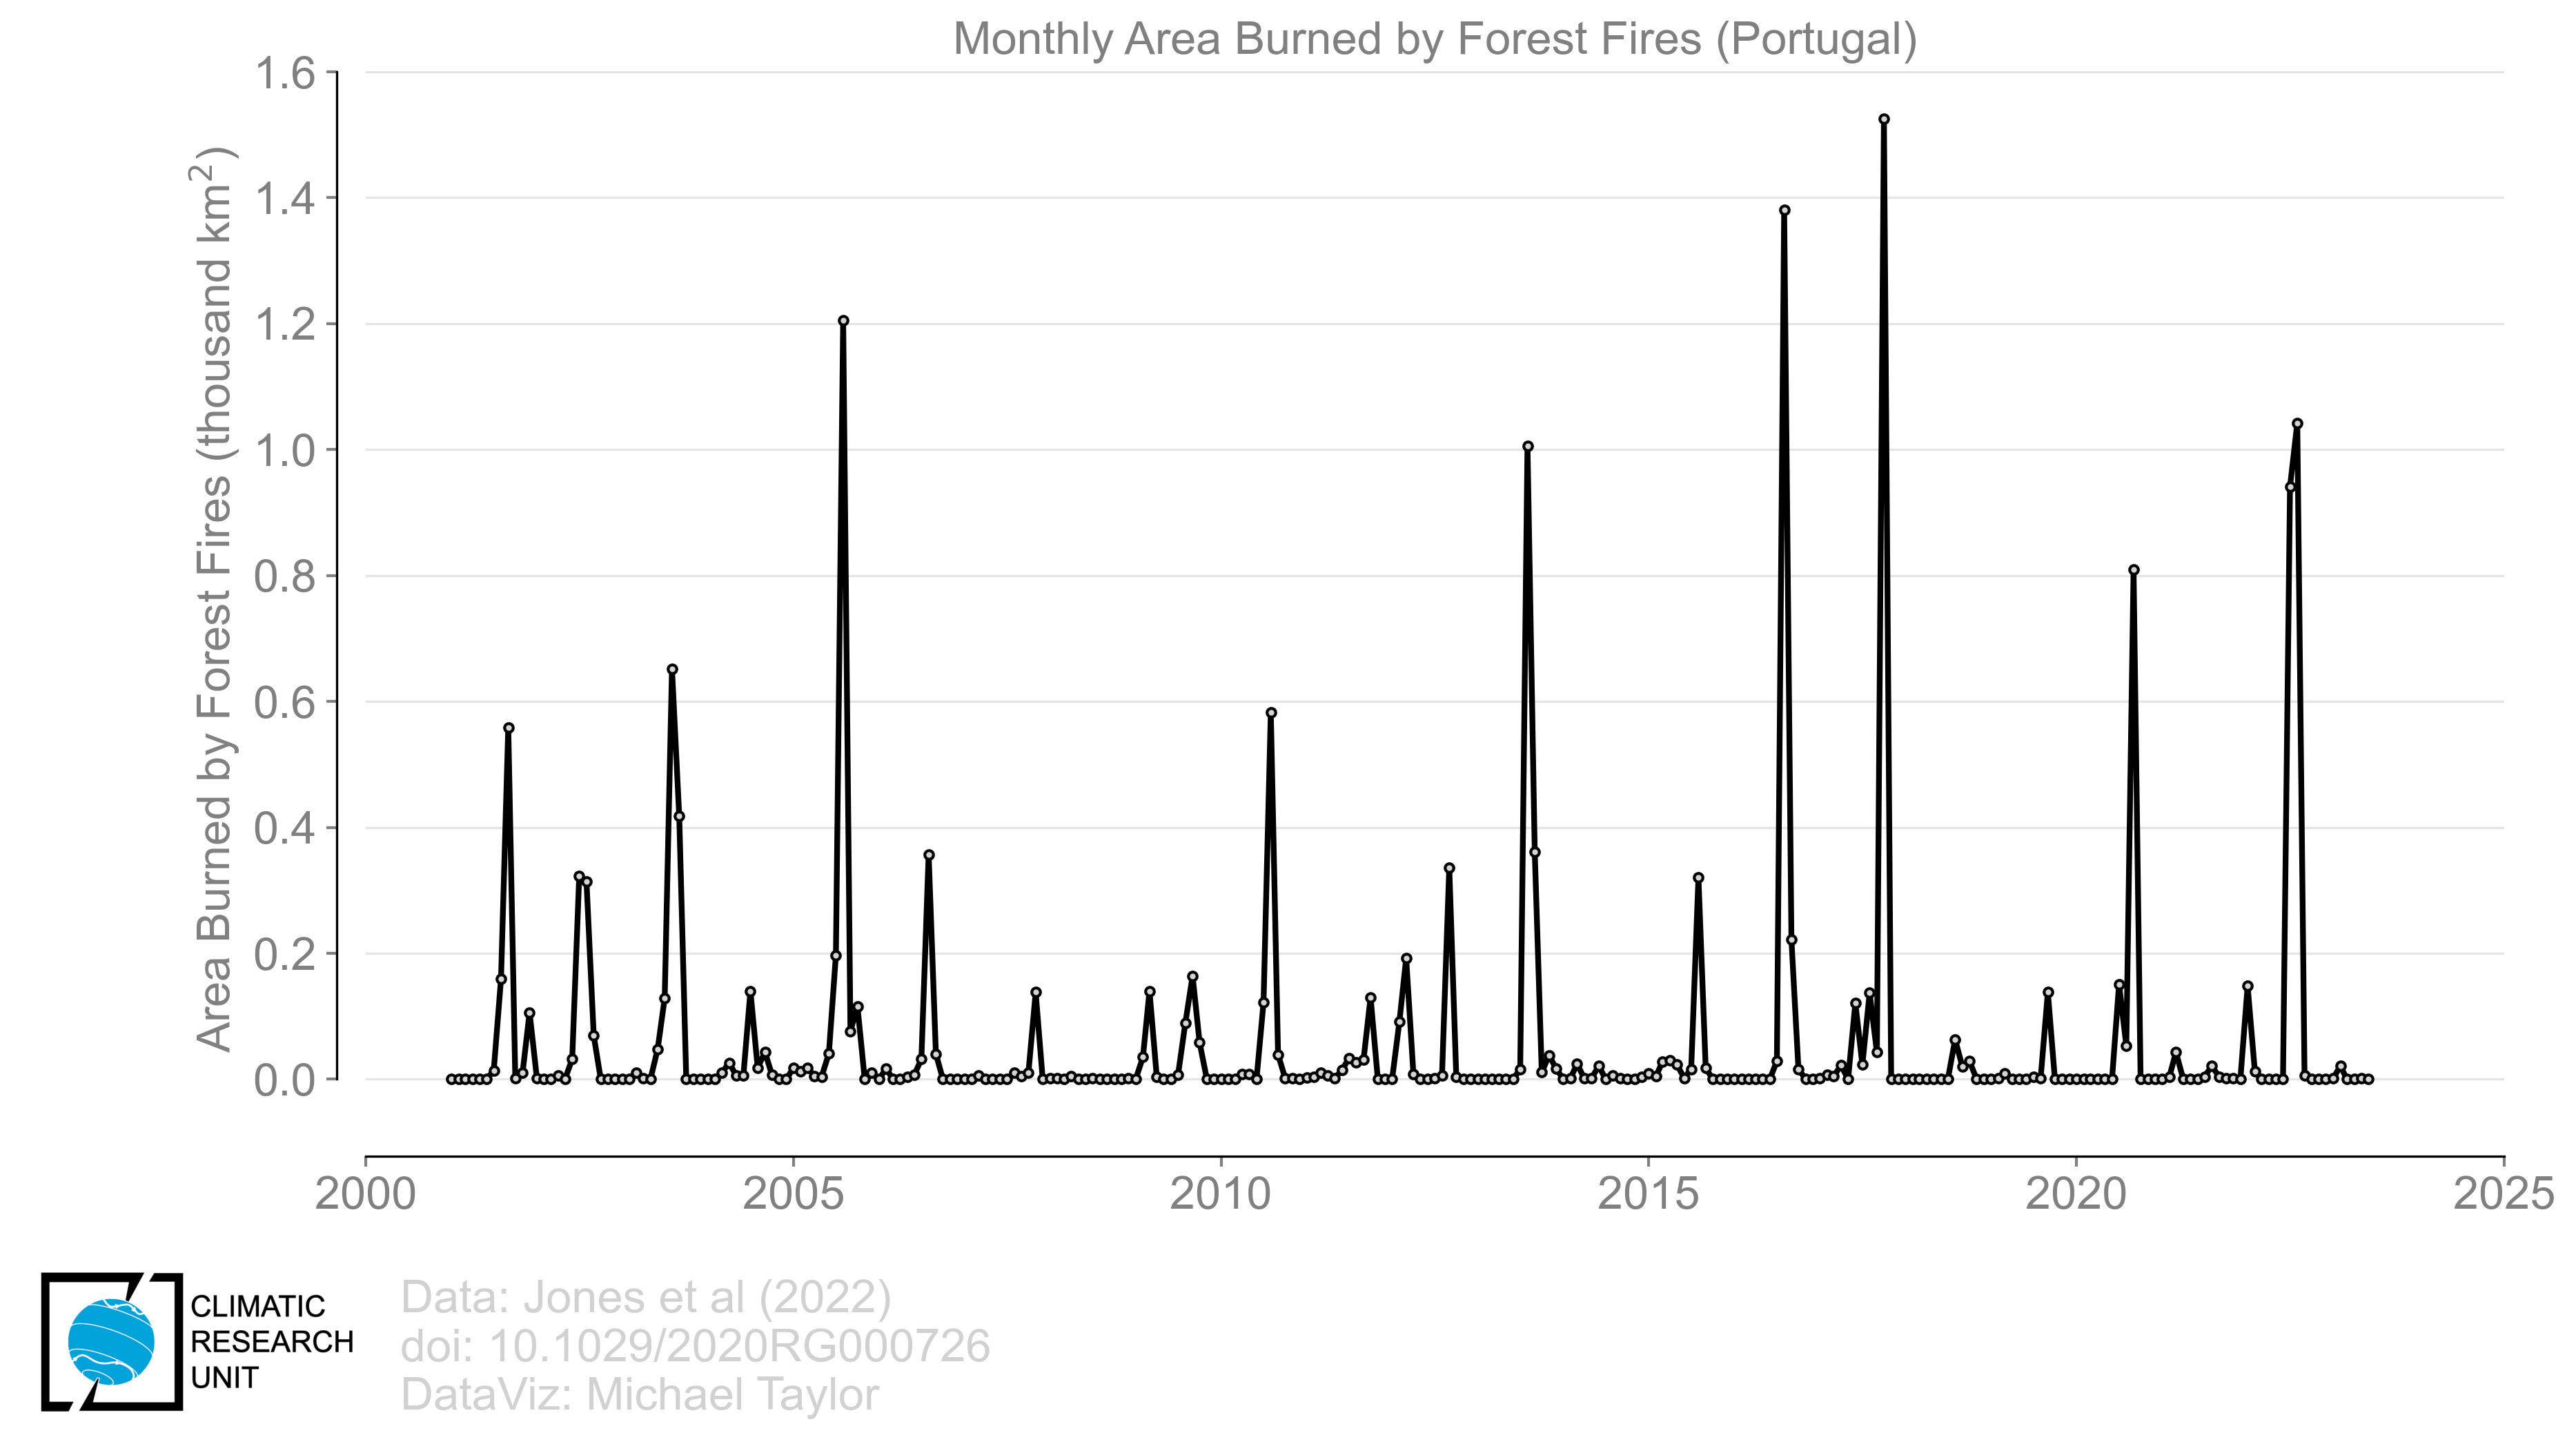 Monthly Area Burned by Forest Fires (Portugal)
Area Burned by Forest Fires (thousand km²)
1.6
1.4
1.2
1.0
0.8
0.6
0.4
0.2
0.0
2000 2005 2010 2015 2020 2025
CLIMATIC
RESEARCH
UNIT
Data: Jones et al (2022)
doi: 10.1029/2020RG000726
DataViz: Michael Taylor